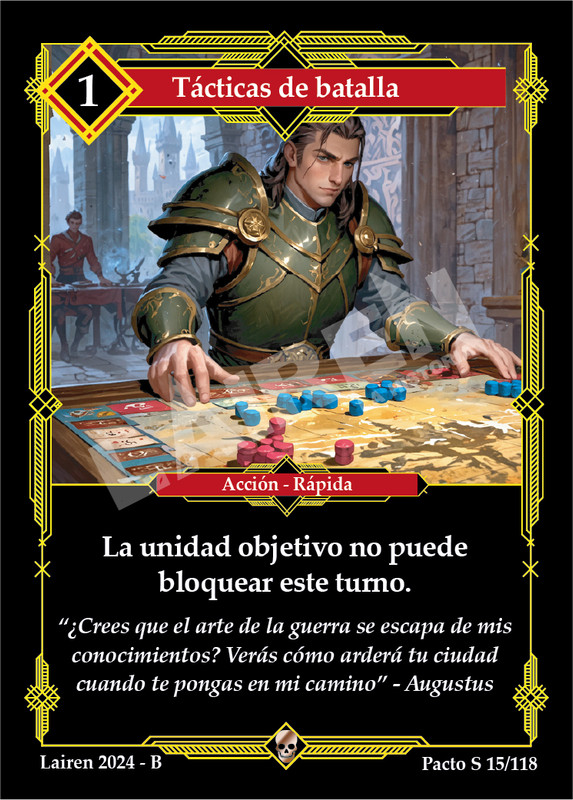 1
Tácticas de batalla
LAIREN
Acción - Rápida
La unidad objetivo no puede
bloquear este turno.
“¿Crees que el arte de la guerra se escapa de mis
conocimientos? Verás cómo arderá tu ciudad
cuando te pongas en mi camino” - Augustus
Lairen 2024 - B
Pacto S 15/118